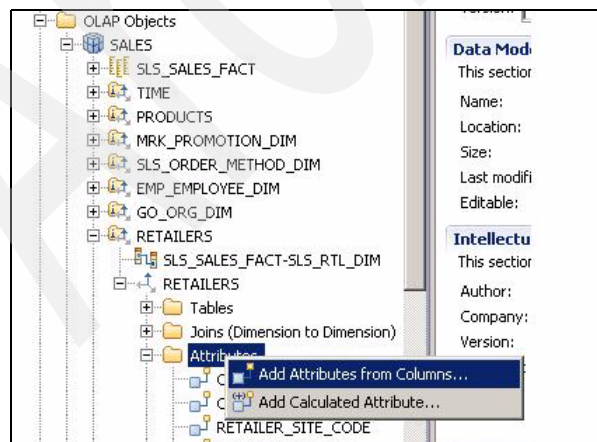 OLAP Objects
SALES
SLS_SALES_FACT
TIME
PRODUCTS
MRK_PROMOTION_DIM
SLS_ORDER_METHOD_DIM
EMP_EMPLOYEE_DIM
GO_ORG_DIM
RETAILERS
SLS_SALES_FACT-SLS_RTL_DIM
RETAILERS
Tables
Joins (Dimension to Dimension)
Attributes
Add Attributes from Columns...
Add Calculated Attribute...
RETAILER_SITE_CODE
Data Mod
This section
Name:
Location:
Size:
Last modifi
Editable:
Intellectu
This section
Author:
Company:
Version: